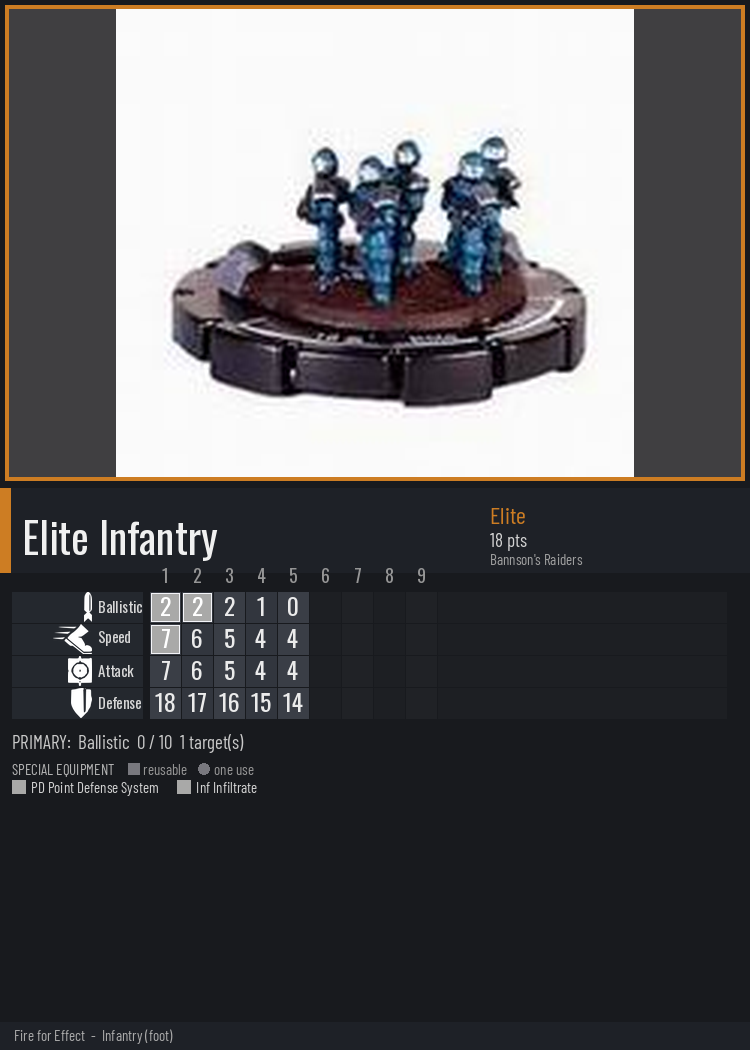 Elite Infantry
Elite
18 pts
Bannson's Raiders
1 2 3 4 5 6 7 8 9
Ballistic 2 2 2 1 0
Speed 7 6 5 4 4
Attack 7 6 5 4 4
Defense 18 17 16 15 14
PRIMARY: Ballistic 0 / 10 1 target(s)
SPECIAL EQUIPMENT reusable one use
PD Point Defense System Inf Infiltrate
Fire for Effect - Infantry (foot)